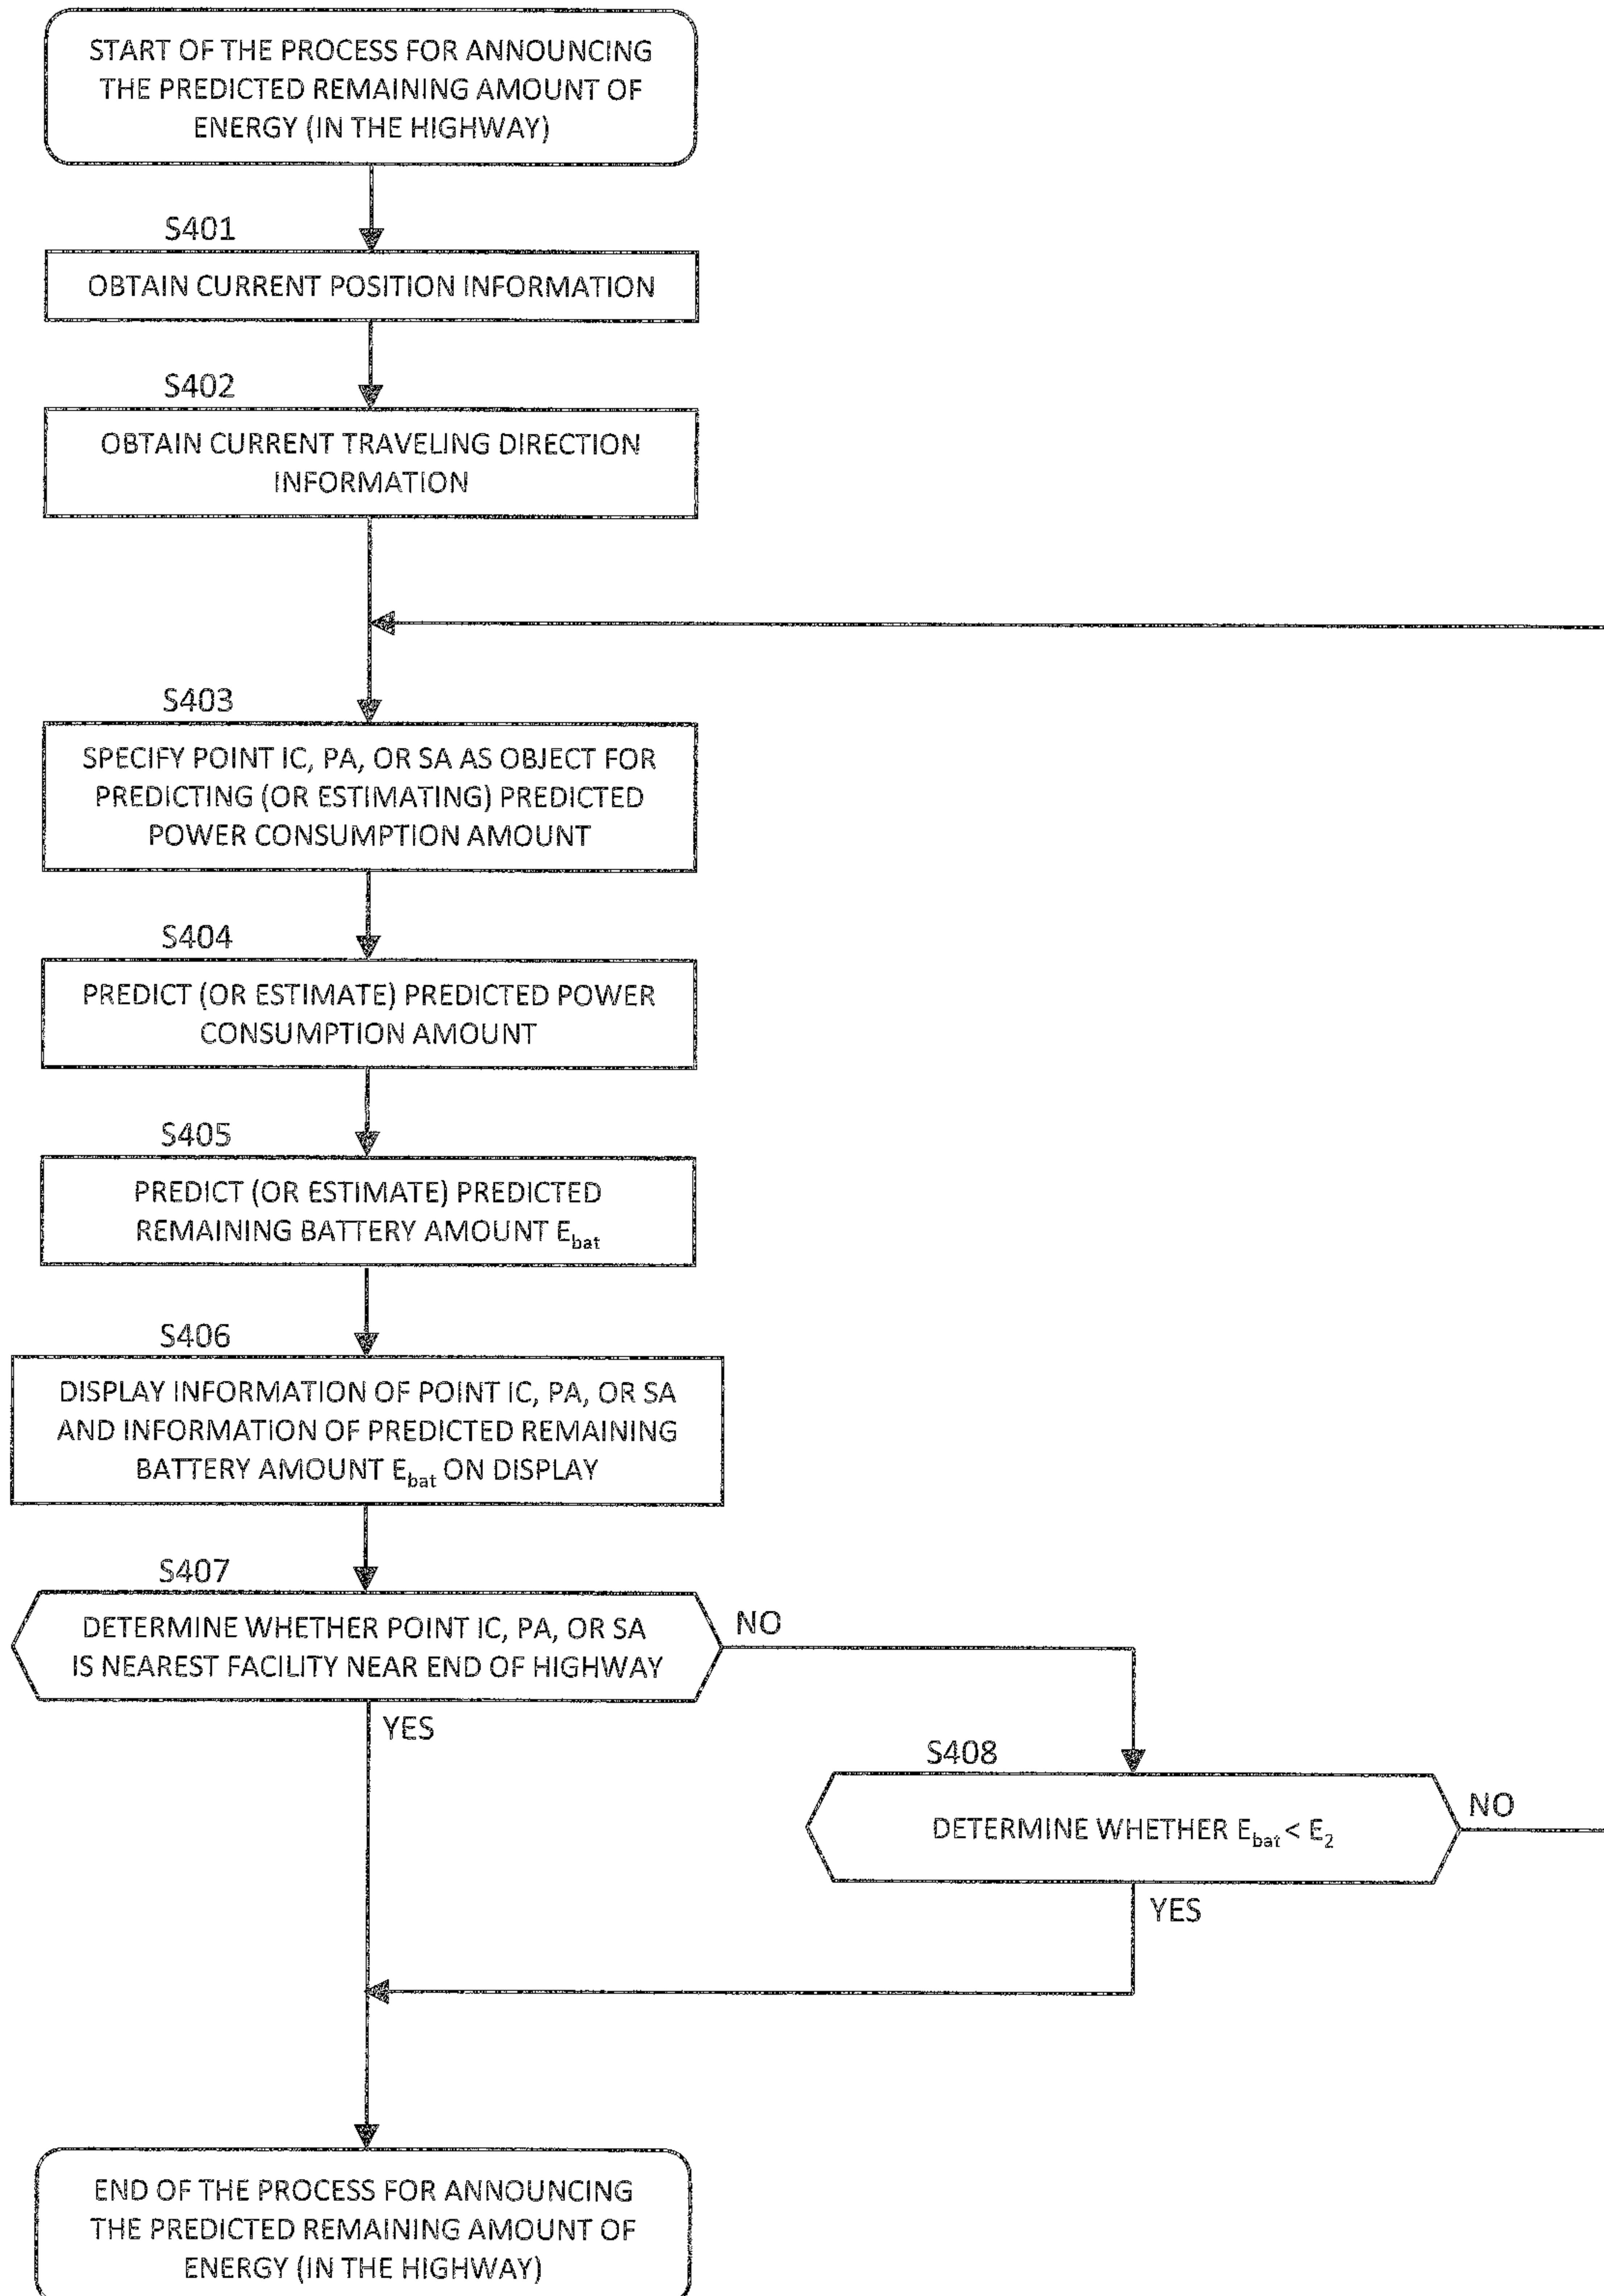 START OF THE PROCESS FOR ANNOUNCING
THE PREDICTED REMAINING AMOUNT OF
ENERGY (IN THE HIGHWAY)
S401
OBTAIN CURRENT POSITION INFORMATION
S402
OBTAIN CURRENT TRAVELING DIRECTION
INFORMATION
S403
SPECIFY POINT IC, PA, OR SA AS OBJECT FOR
PREDICTING (OR ESTIMATING) PREDICTED
POWER CONSUMPTION AMOUNT
S404
PREDICT (OR ESTIMATE) PREDICTED POWER
CONSUMPTION AMOUNT
S405
PREDICT (OR ESTIMATE) PREDICTED
REMAINING BATTERY AMOUNT Ebat
S406
DISPLAY INFORMATION OF POINT IC, PA, OR SA
AND INFORMATION OF PREDICTED REMAINING
BATTERY AMOUNT Ebat ON DISPLAY
S407
DETERMINE WHETHER POINT IC, PA, OR SA
IS NEAREST FACILITY NEAR END OF HIGHWAY
NO
YES
S408
DETERMINE WHETHER Ebat < E2
NO
YES
END OF THE PROCESS FOR ANNOUNCING
THE PREDICTED REMAINING AMOUNT OF
ENERGY (IN THE HIGHWAY)